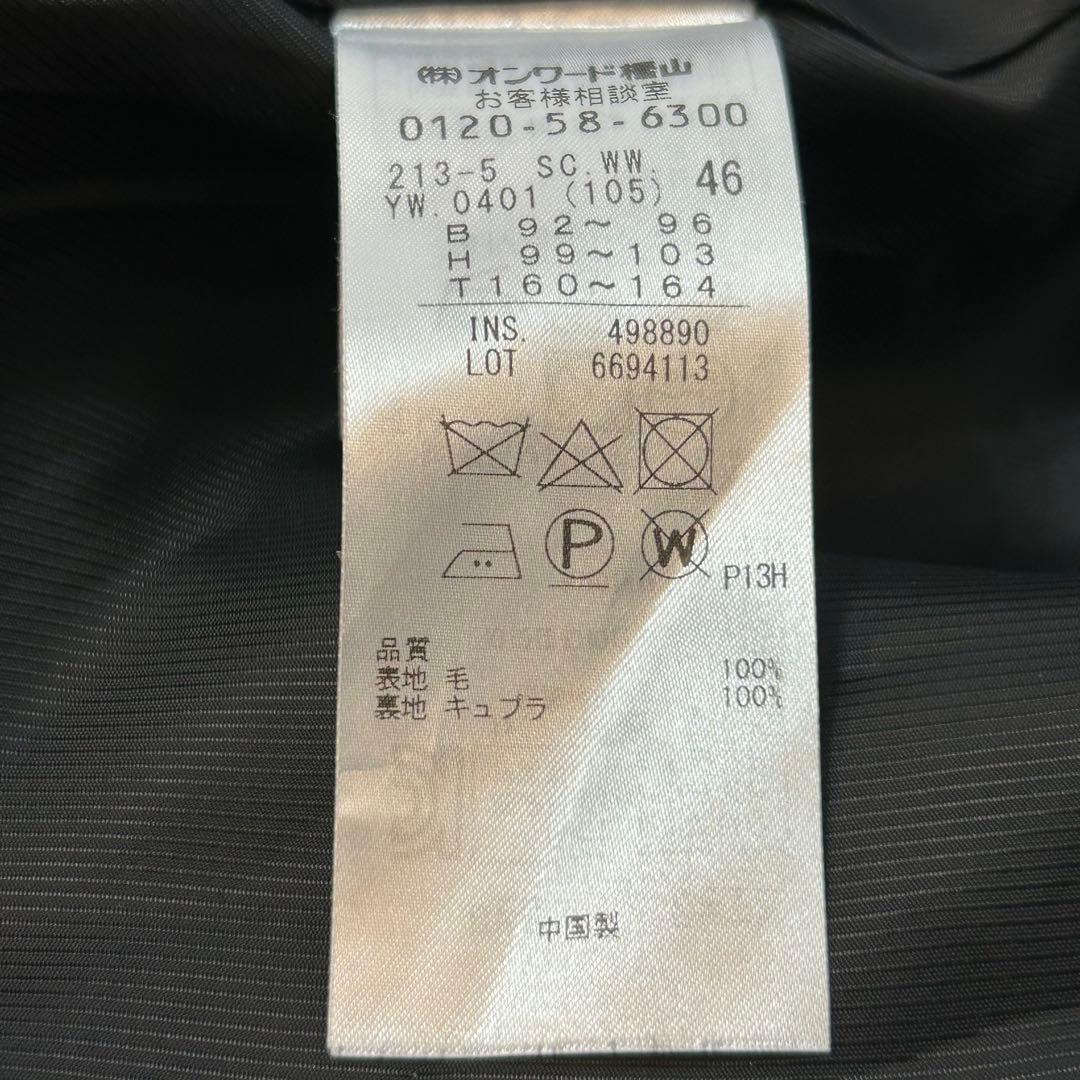 (株)オンワード樫山
お客様相談室
0120-58-6300
213-5 SC.WW.
YW.0401 (105) 46
B 92～ 96
H 99～103
T160～164
INS. 498890
LOT 6694113
P
W P13H
品質
表地 毛 100%
裏地 キュプラ 100%
中国製